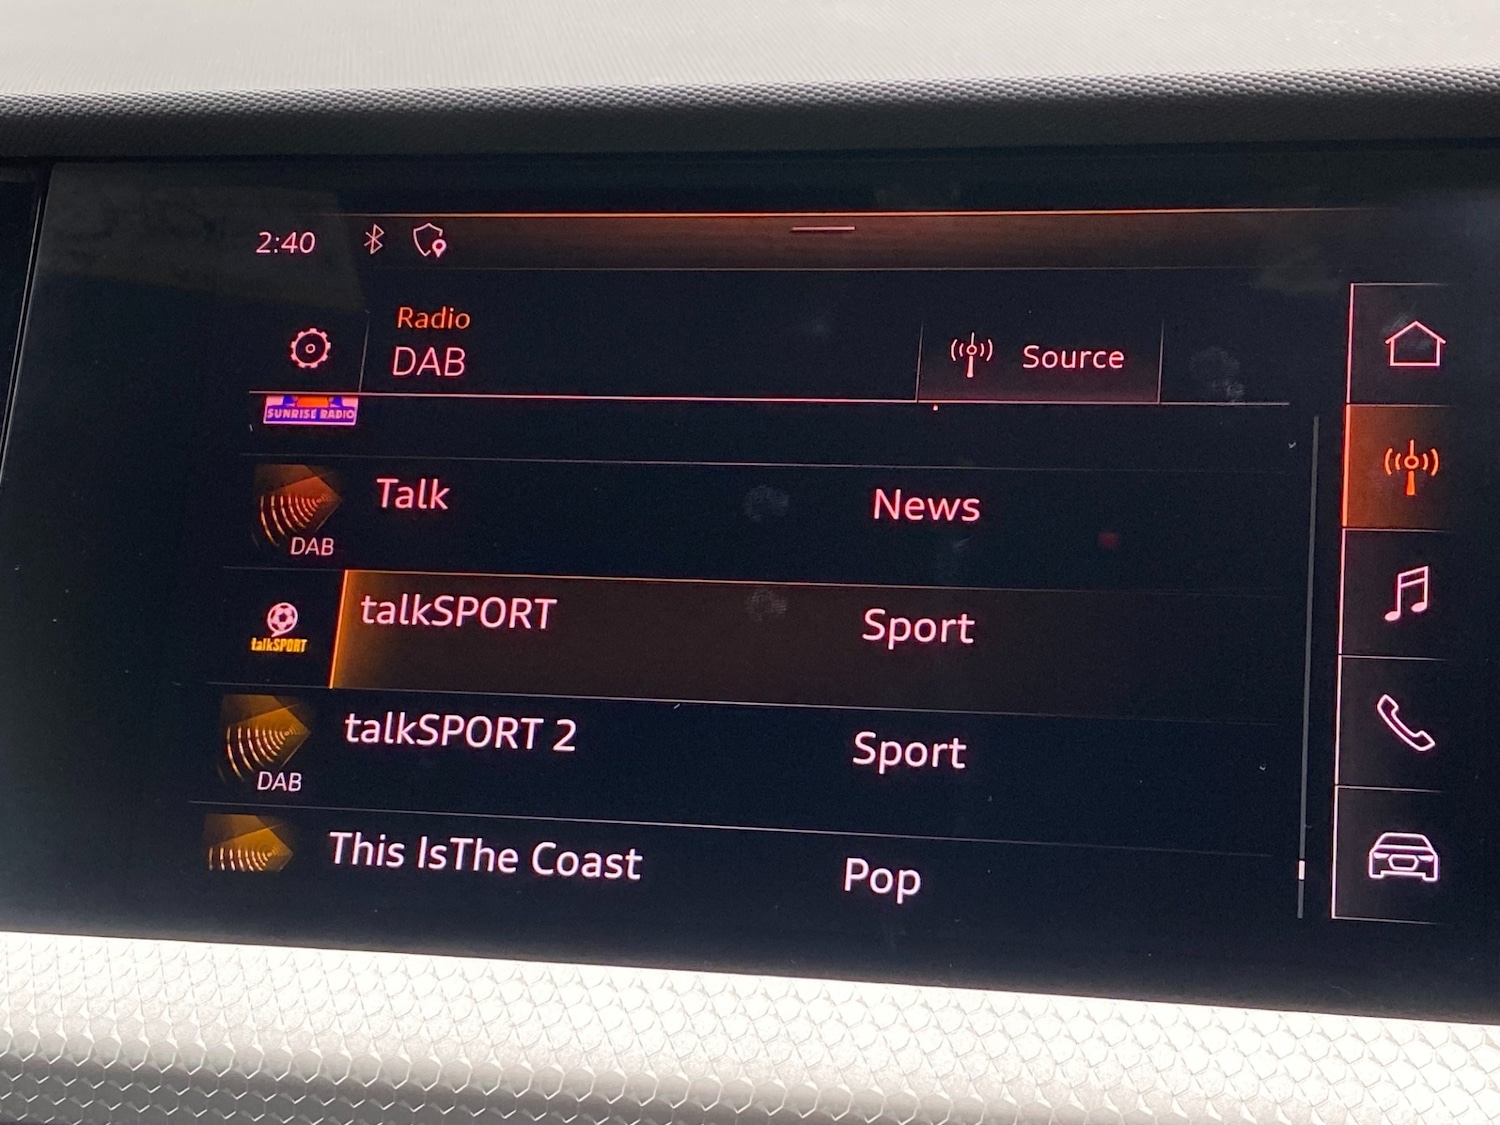 2:40
Radio
DAB
Source
SUNRISE RADIO
Talk
News
DAB
talkSPORT
Sport
talkSPORT
talkSPORT 2
Sport
DAB
This IsThe Coast
Pop